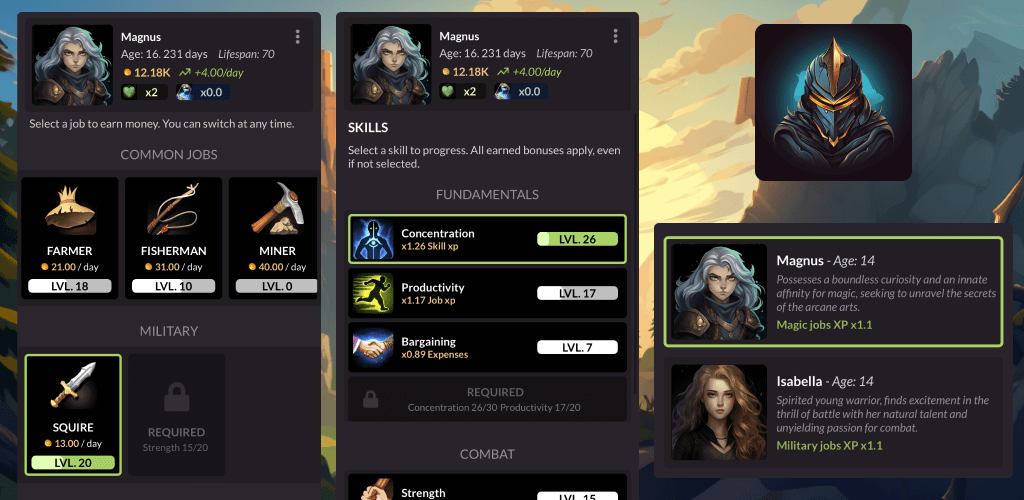 Magnus
Age: 16. 231 days Lifespan: 70
12.18K +4.00/day
x2 x0.0
Select a job to earn money. You can switch at any time.
COMMON JOBS
FARMER
21.00 / day
LVL. 18
FISHERMAN
31.00 / day
LVL. 10
MINER
40.00 / day
LVL. 0
MILITARY
SQUIRE
13.00 / day
LVL. 20
REQUIRED
Strength 15/20
Magnus
Age: 16. 231 days Lifespan: 70
12.18K +4.00/day
x2 x0.0
SKILLS
Select a skill to progress. All earned bonuses apply, even
if not selected.
FUNDAMENTALS
Concentration
x1.26 Skill xp
LVL. 26
Productivity
x1.17 Job xp
LVL. 17
Bargaining
x0.89 Expenses
LVL. 7
REQUIRED
Concentration 26/30 Productivity 17/20
COMBAT
Strength
LVL. 15
Magnus - Age: 14
Possesses a boundless curiosity and an innate
affinity for magic, seeking to unravel the secrets
of the arcane arts.
Magic jobs XP x1.1
Isabella - Age: 14
Spirited young warrior, finds excitement in the
thrill of battle with her natural talent and
unyielding passion for combat.
Military jobs XP x1.1